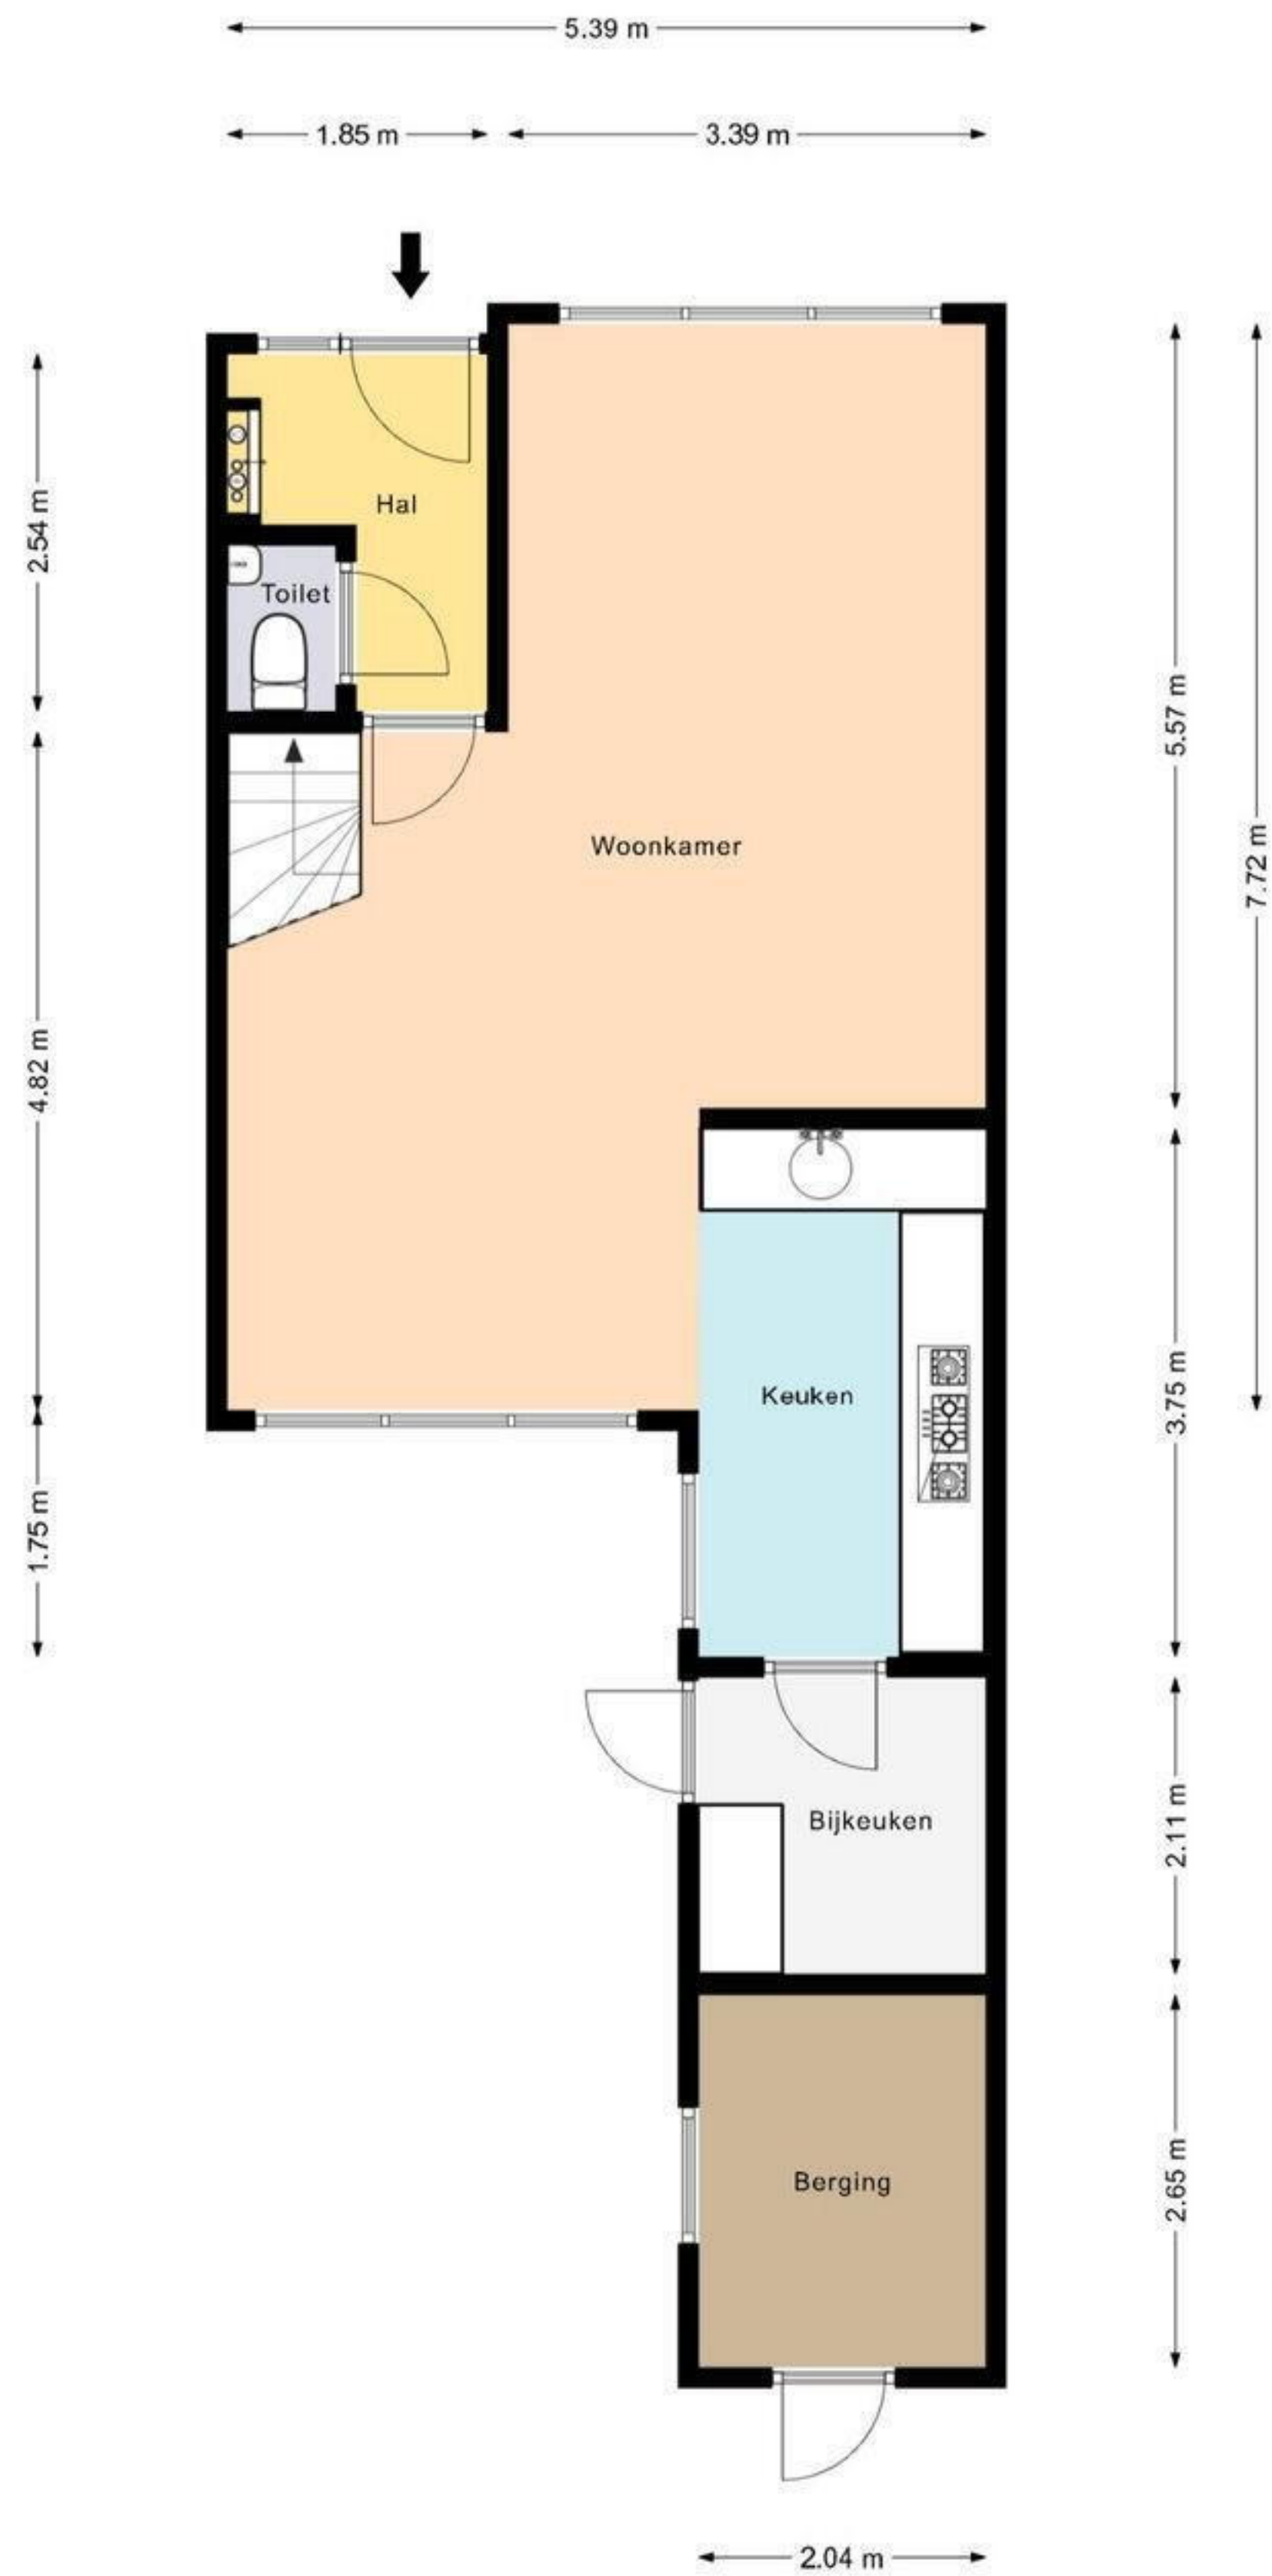 5.39 m
1.85 m
3.39 m
Hal
2.54 m
Toilet
5.57 m
Woonkamer
7.72 m
4.82 m
Keuken
3.75 m
1.75 m
Bijkeuken
2.11 m
Berging
2.65 m
2.04 m